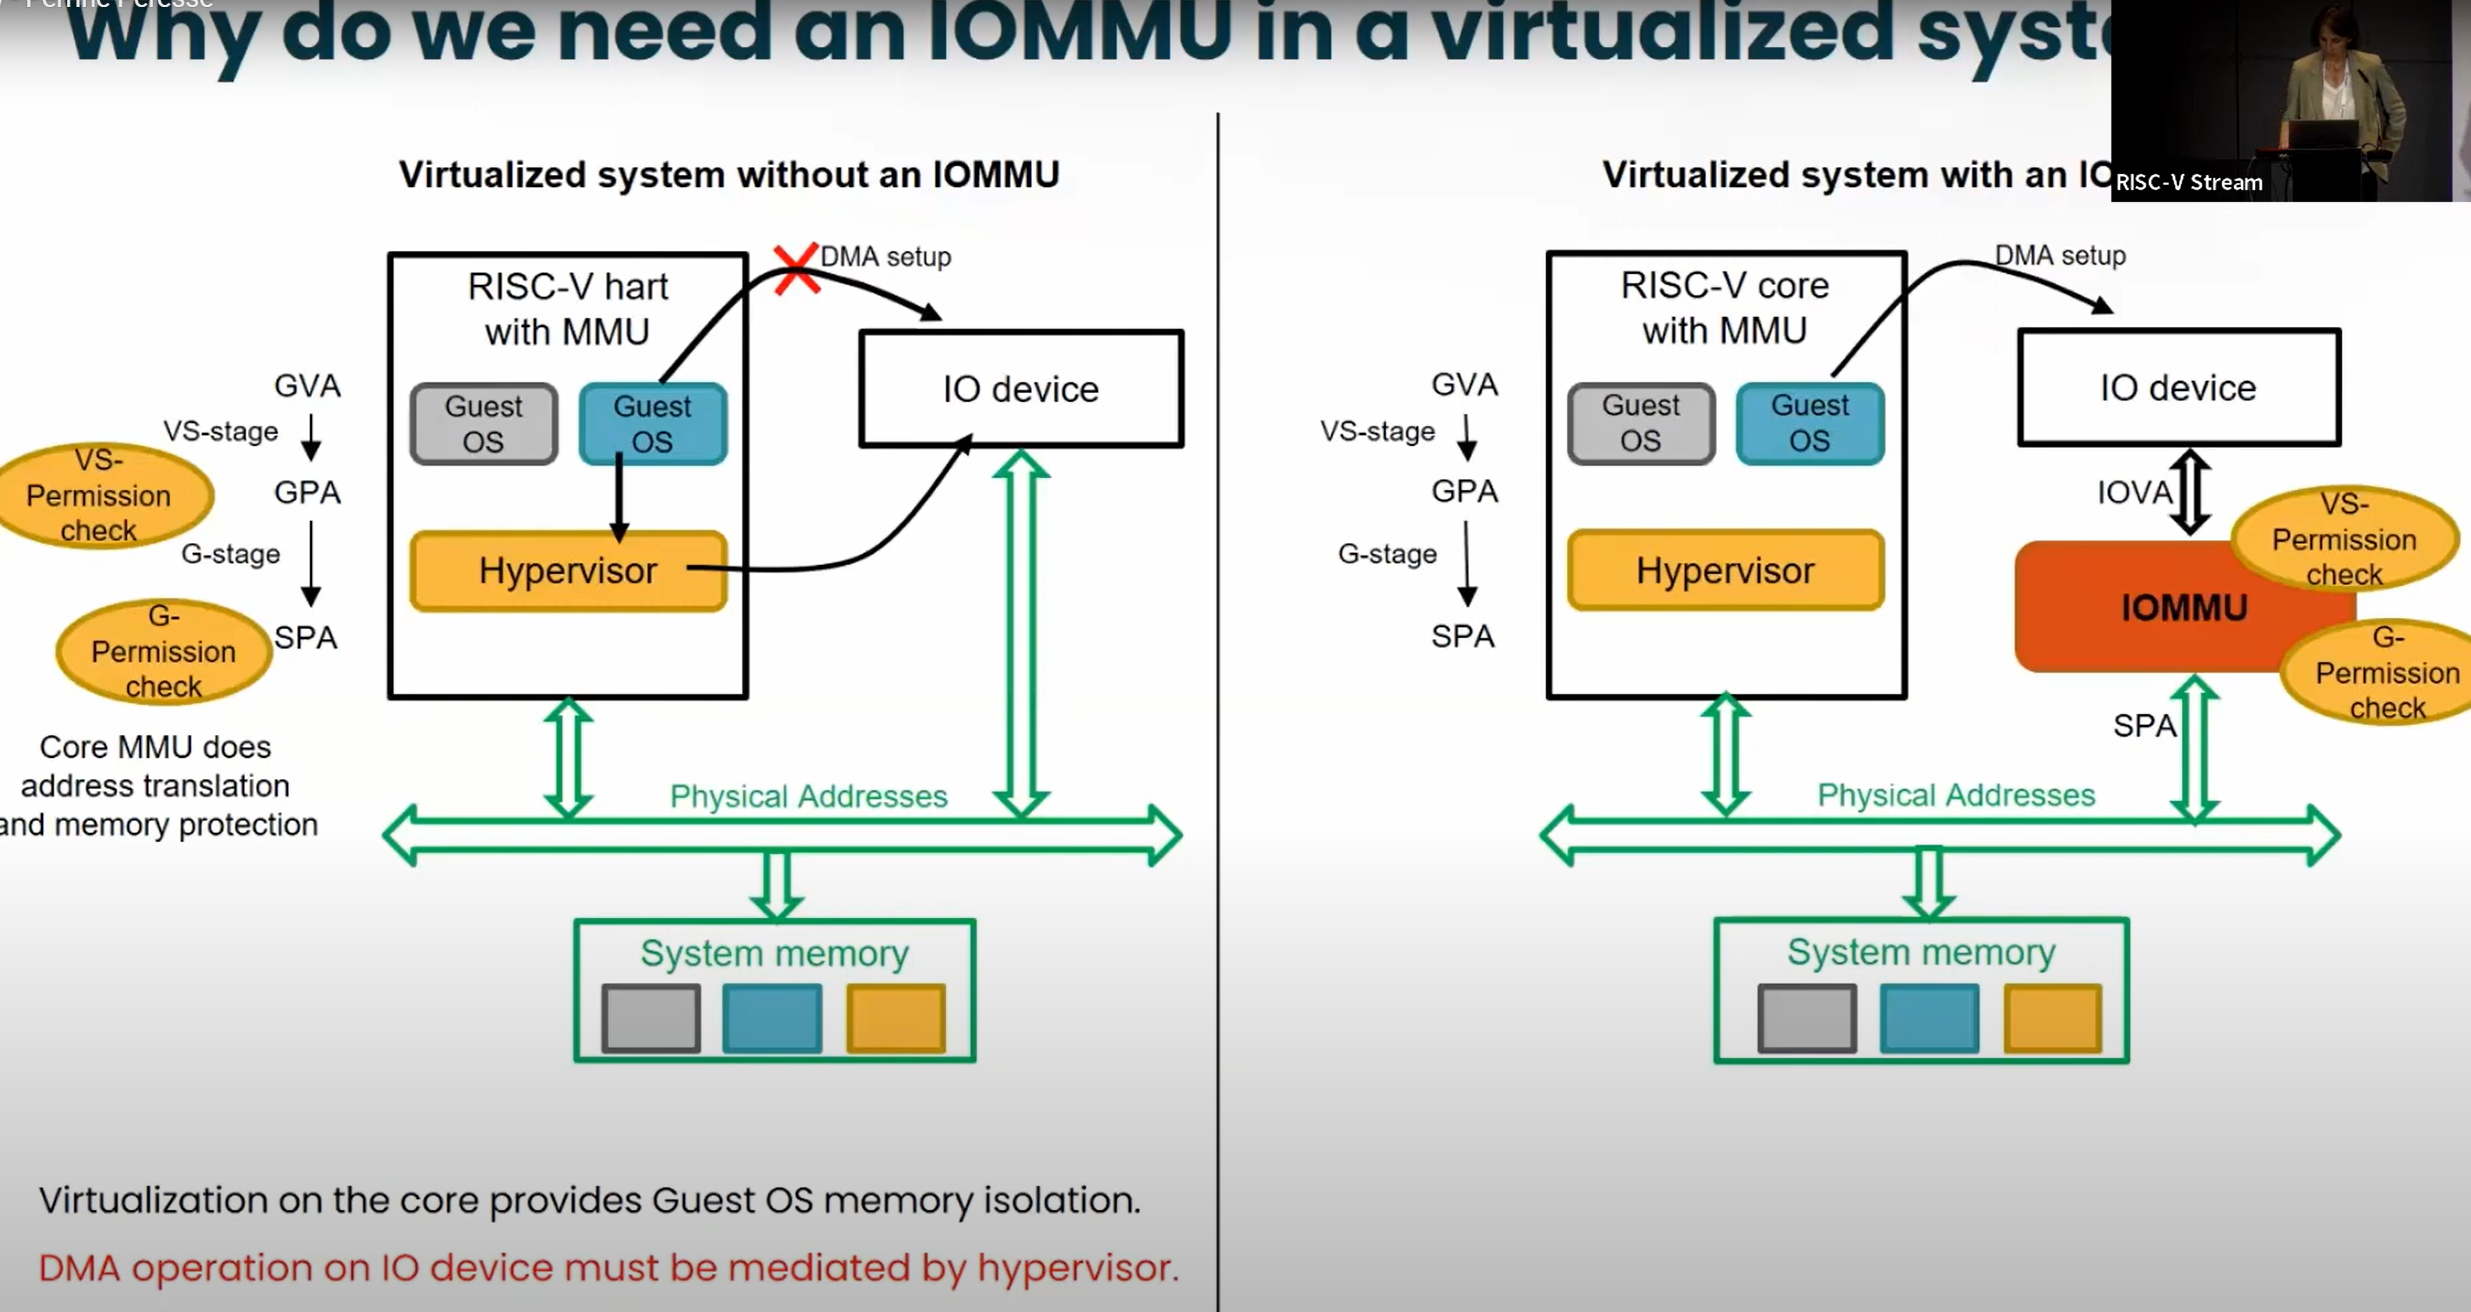 Why do we need an IOMMU in a virtualized syst
RISC-V Stream
Virtualized system without an IOMMU
DMA setup
RISC-V hart
with MMU
Guest
OS
Guest
OS
Hypervisor
IO device
GVA
VS-stage
VS-
Permission
check
GPA
G-stage
G-
Permission
check
SPA
Core MMU does
address translation
and memory protection
Physical Addresses
System memory
Virtualization on the core provides Guest OS memory isolation.
DMA operation on IO device must be mediated by hypervisor.
Virtualized system with an IO
DMA setup
RISC-V core
with MMU
Guest
OS
Guest
OS
Hypervisor
IO device
GVA
VS-stage
GPA
G-stage
SPA
IOVA
VS-
Permission
check
IOMMU
G-
Permission
check
SPA
Physical Addresses
System memory